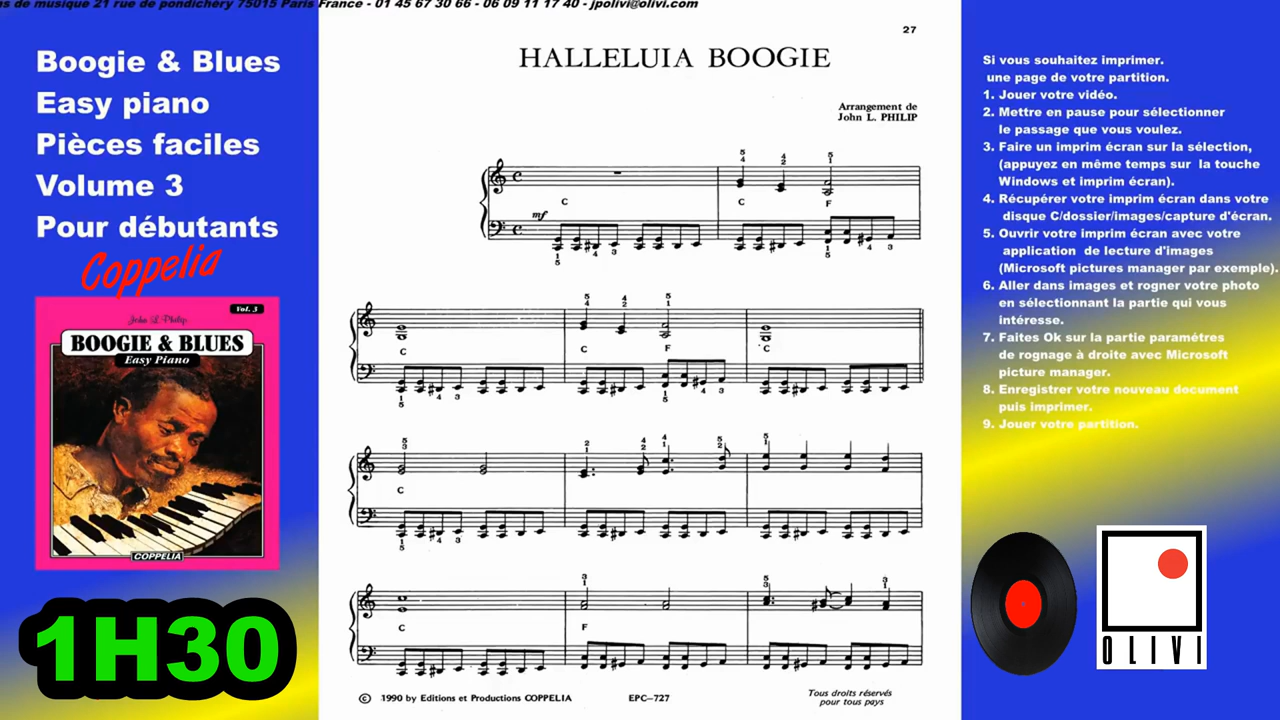 ns de musique 21 rue de pondichéry 75015 Paris France - 01 45 67 30 66 - 06 09 11 17 40 - jpolivi@olivi.com
Boogie & Blues
Easy piano
Pièces faciles
Volume 3
Pour débutants
Coppelia
Vol. 3
John L. Philip
BOOGIE & BLUES
Easy Piano
COPPELIA
1H30
27
HALLELUIA BOOGIE
Arrangement de
John L. PHILIP
mf
C
C
F
C
C
F
C
C
C
F
© 1990 by Editions et Productions COPPELIA
EPC–727
Tous droits réservés
pour tous pays
Si vous souhaitez imprimer.
une page de votre partition.
1. Jouer votre vidéo.
2. Mettre en pause pour sélectionner
le passage que vous voulez.
3. Faire un imprim écran sur la sélection,
(appuyez en même temps sur la touche
Windows et imprim écran).
4. Récupérer votre imprim écran dans votre
disque C/dossier/images/capture d'écran.
5. Ouvrir votre imprim écran avec votre
application de lecture d'images
(Microsoft pictures manager par exemple).
6. Aller dans images et rogner votre photo
en sélectionnant la partie qui vous
intéresse.
7. Faites Ok sur la partie paramétres
de rognage à droite avec Microsoft
picture manager.
8. Enregistrer votre nouveau document
puis imprimer.
9. Jouer votre partition.
OLIVI